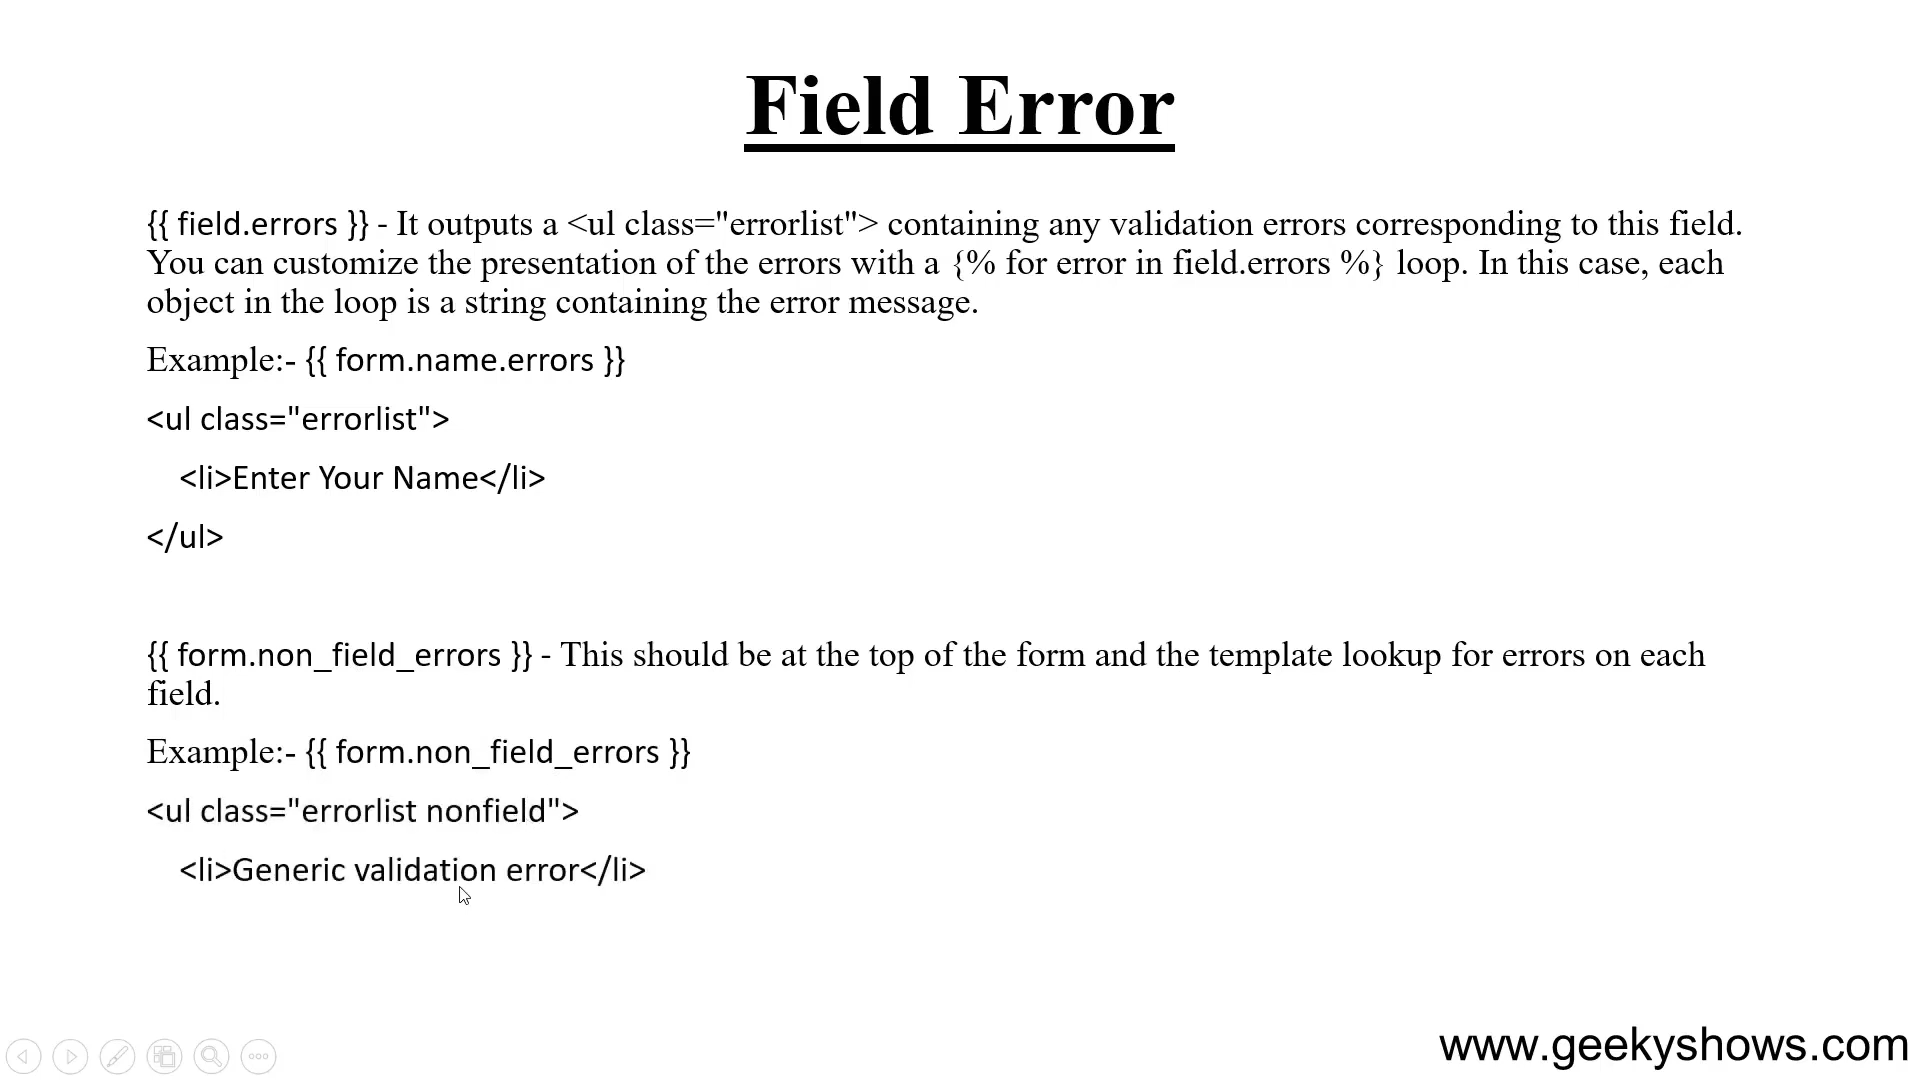 Field Error
{{ field.errors }} - It outputs a <ul class="errorlist"> containing any validation errors corresponding to this field.
You can customize the presentation of the errors with a {% for error in field.errors %} loop. In this case, each
object in the loop is a string containing the error message.
Example:- {{ form.name.errors }}
<ul class="errorlist">
<li>Enter Your Name</li>
</ul>
{{ form.non_field_errors }} - This should be at the top of the form and the template lookup for errors on each
field.
Example:- {{ form.non_field_errors }}
<ul class="errorlist nonfield">
<li>Generic validation error</li>
www.geekyshows.com